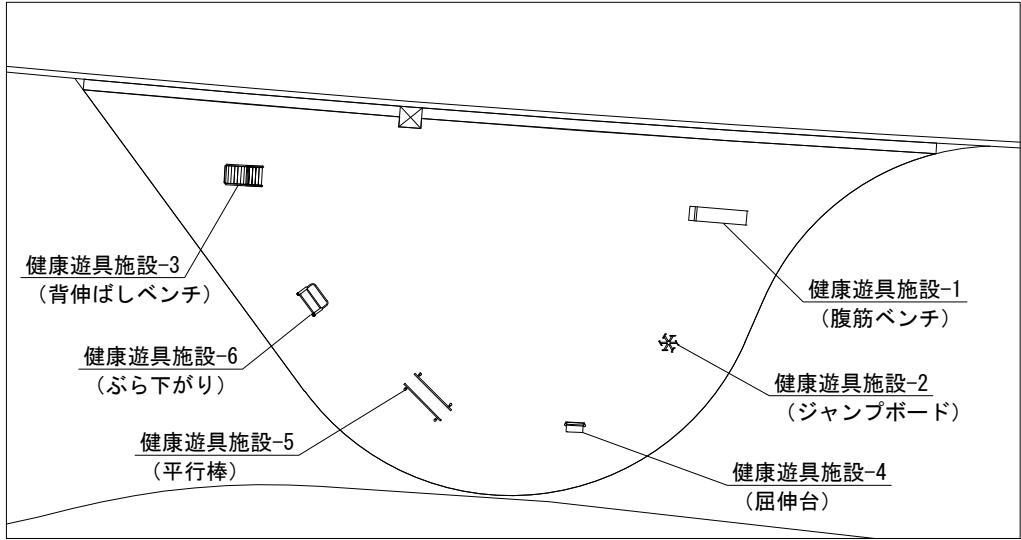 健康遊具施設-3
（背伸ばしベンチ）
健康遊具施設-1
（腹筋ベンチ）
健康遊具施設-6
（ぶら下がり）
健康遊具施設-2
（ジャンプボード）
健康遊具施設-5
（平行棒）
健康遊具施設-4
（屈伸台）